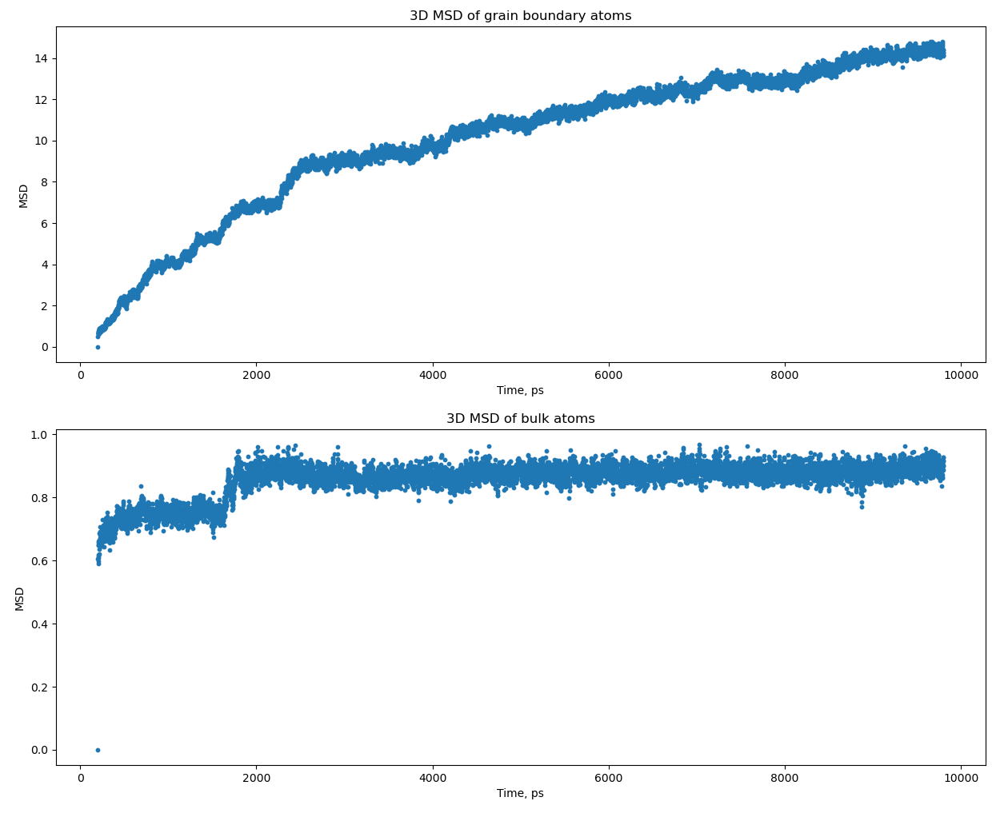 3D MSD of grain boundary atoms
14
12
10
8
6
4
2
0
MSD
0 2000 4000 6000 8000 10000
Time, ps
3D MSD of bulk atoms
1.0
0.8
0.6
0.4
0.2
0.0
MSD
0 2000 4000 6000 8000 10000
Time, ps